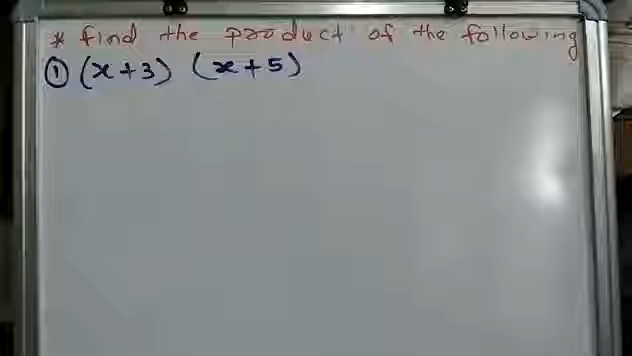 * find the product of the following
① (x+3) (x+5)